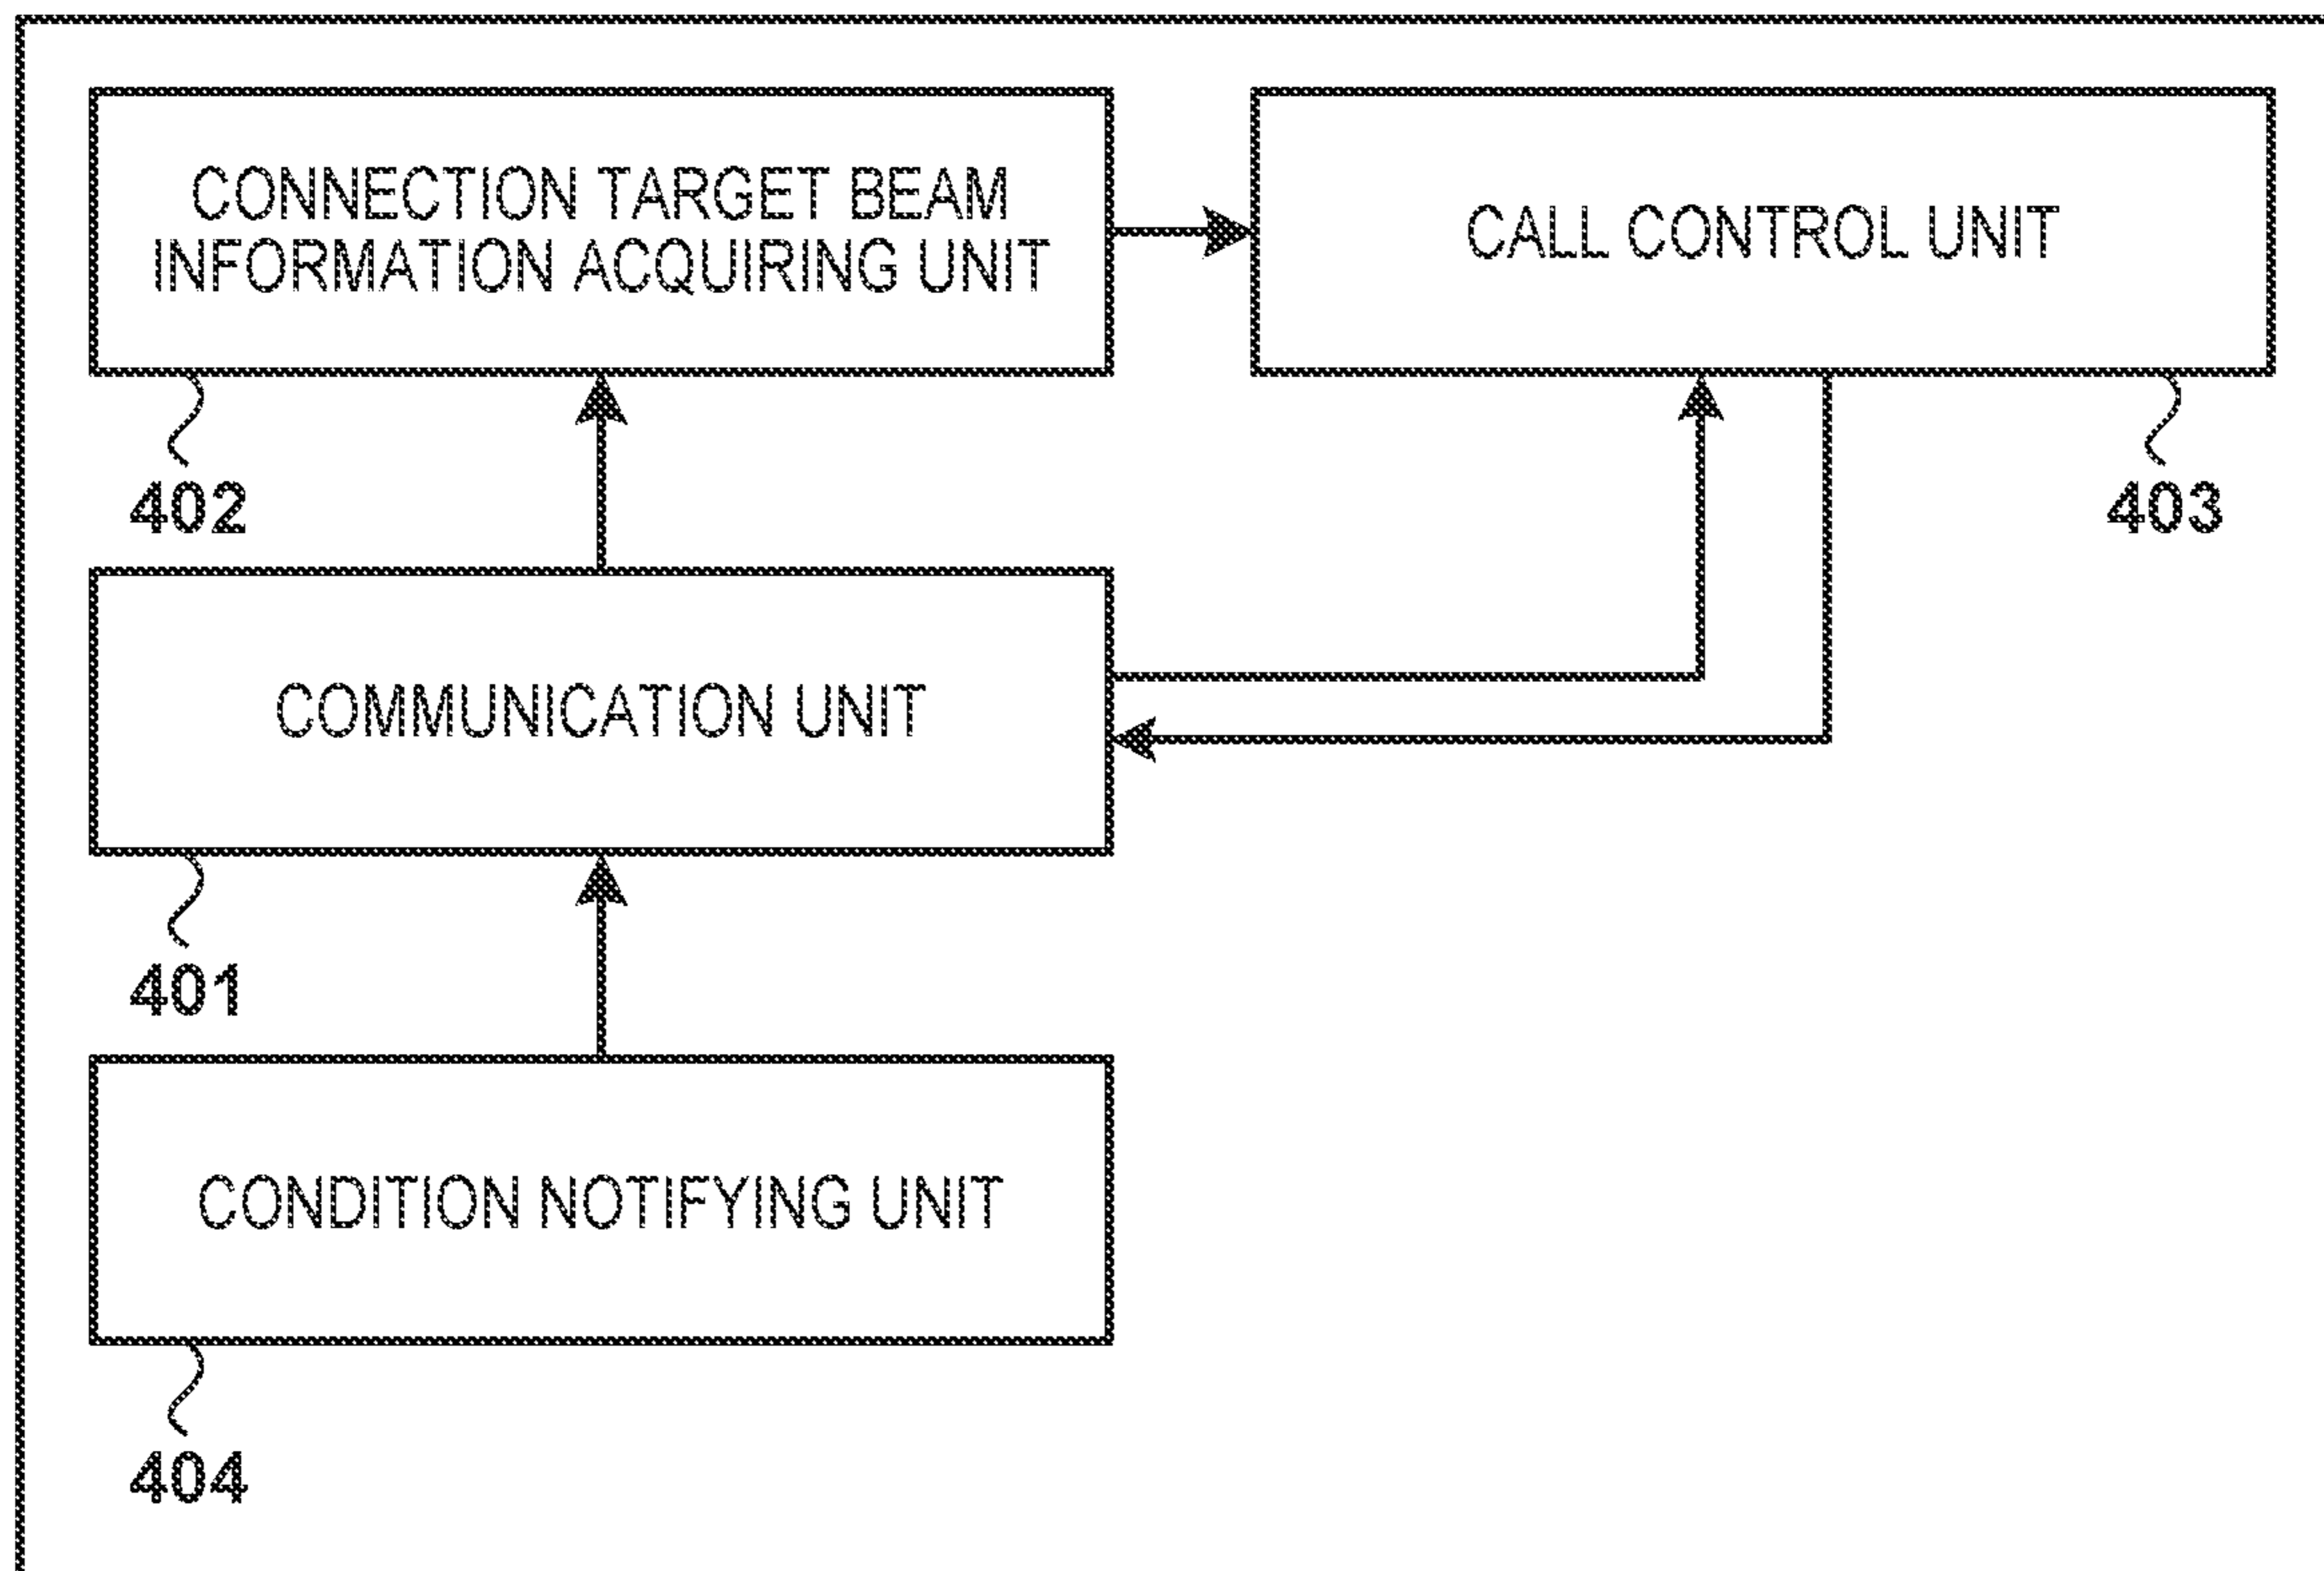 CONNECTION TARGET BEAM
INFORMATION ACQUIRING UNIT
CALL CONTROL UNIT
402
403
COMMUNICATION UNIT
401
CONDITION NOTIFYING UNIT
404